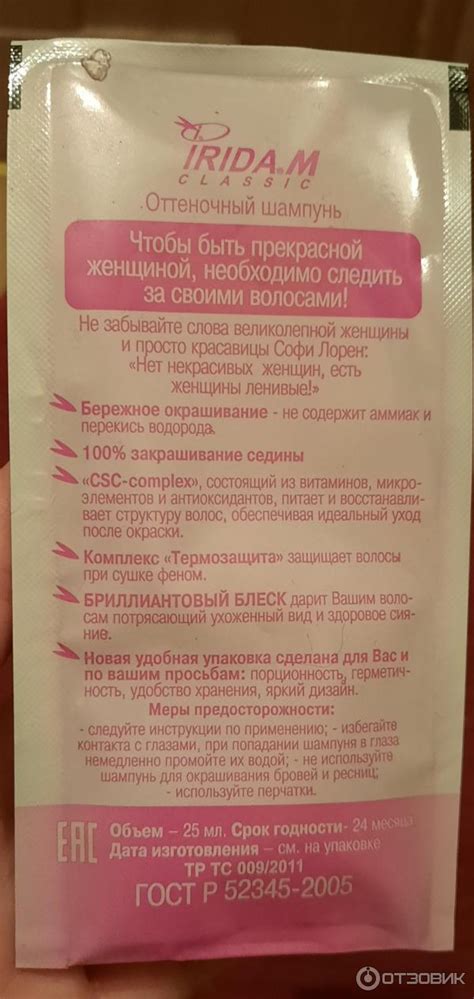 IRIDA.M
CLASSIC
Оттеночный шампунь
Чтобы быть прекрасной
женщиной, необходимо следить
за своими волосами!
Не забывайте слова великолепной женщины
и просто красавицы Софи Лорен:
«Нет некрасивых женщин, есть
женщины ленивые!»
Бережное окрашивание - не содержит аммиак и
перекись водорода.
100% закрашивание седины
«CSC-complex», состоящий из витаминов, микро-
элементов и антиоксидантов, питает и восстанавли-
вает структуру волос, обеспечивая идеальный уход
после окраски.
Комплекс «Термозащита» защищает волосы
при сушке феном.
БРИЛЛИАНТОВЫЙ БЛЕСК дарит Вашим воло-
сам потрясающий ухоженный вид и здоровое сия-
ние.
Новая удобная упаковка сделана для Вас и
по вашим просьбам: порционность, герметич-
ность, удобство хранения, яркий дизайн.
Меры предосторожности:
- следуйте инструкции по применению; - избегайте
контакта с глазами, при попадании шампуня в глаза
немедленно промойте их водой; - не используйте
шампунь для окрашивания бровей и ресниц;
- используйте перчатки.
EAC Объем – 25 мл. Срок годности- 24 месяца
Дата изготовления – см. на упаковке
ТР ТС 009/2011
ГОСТ Р 52345-2005
ОТЗОВИК